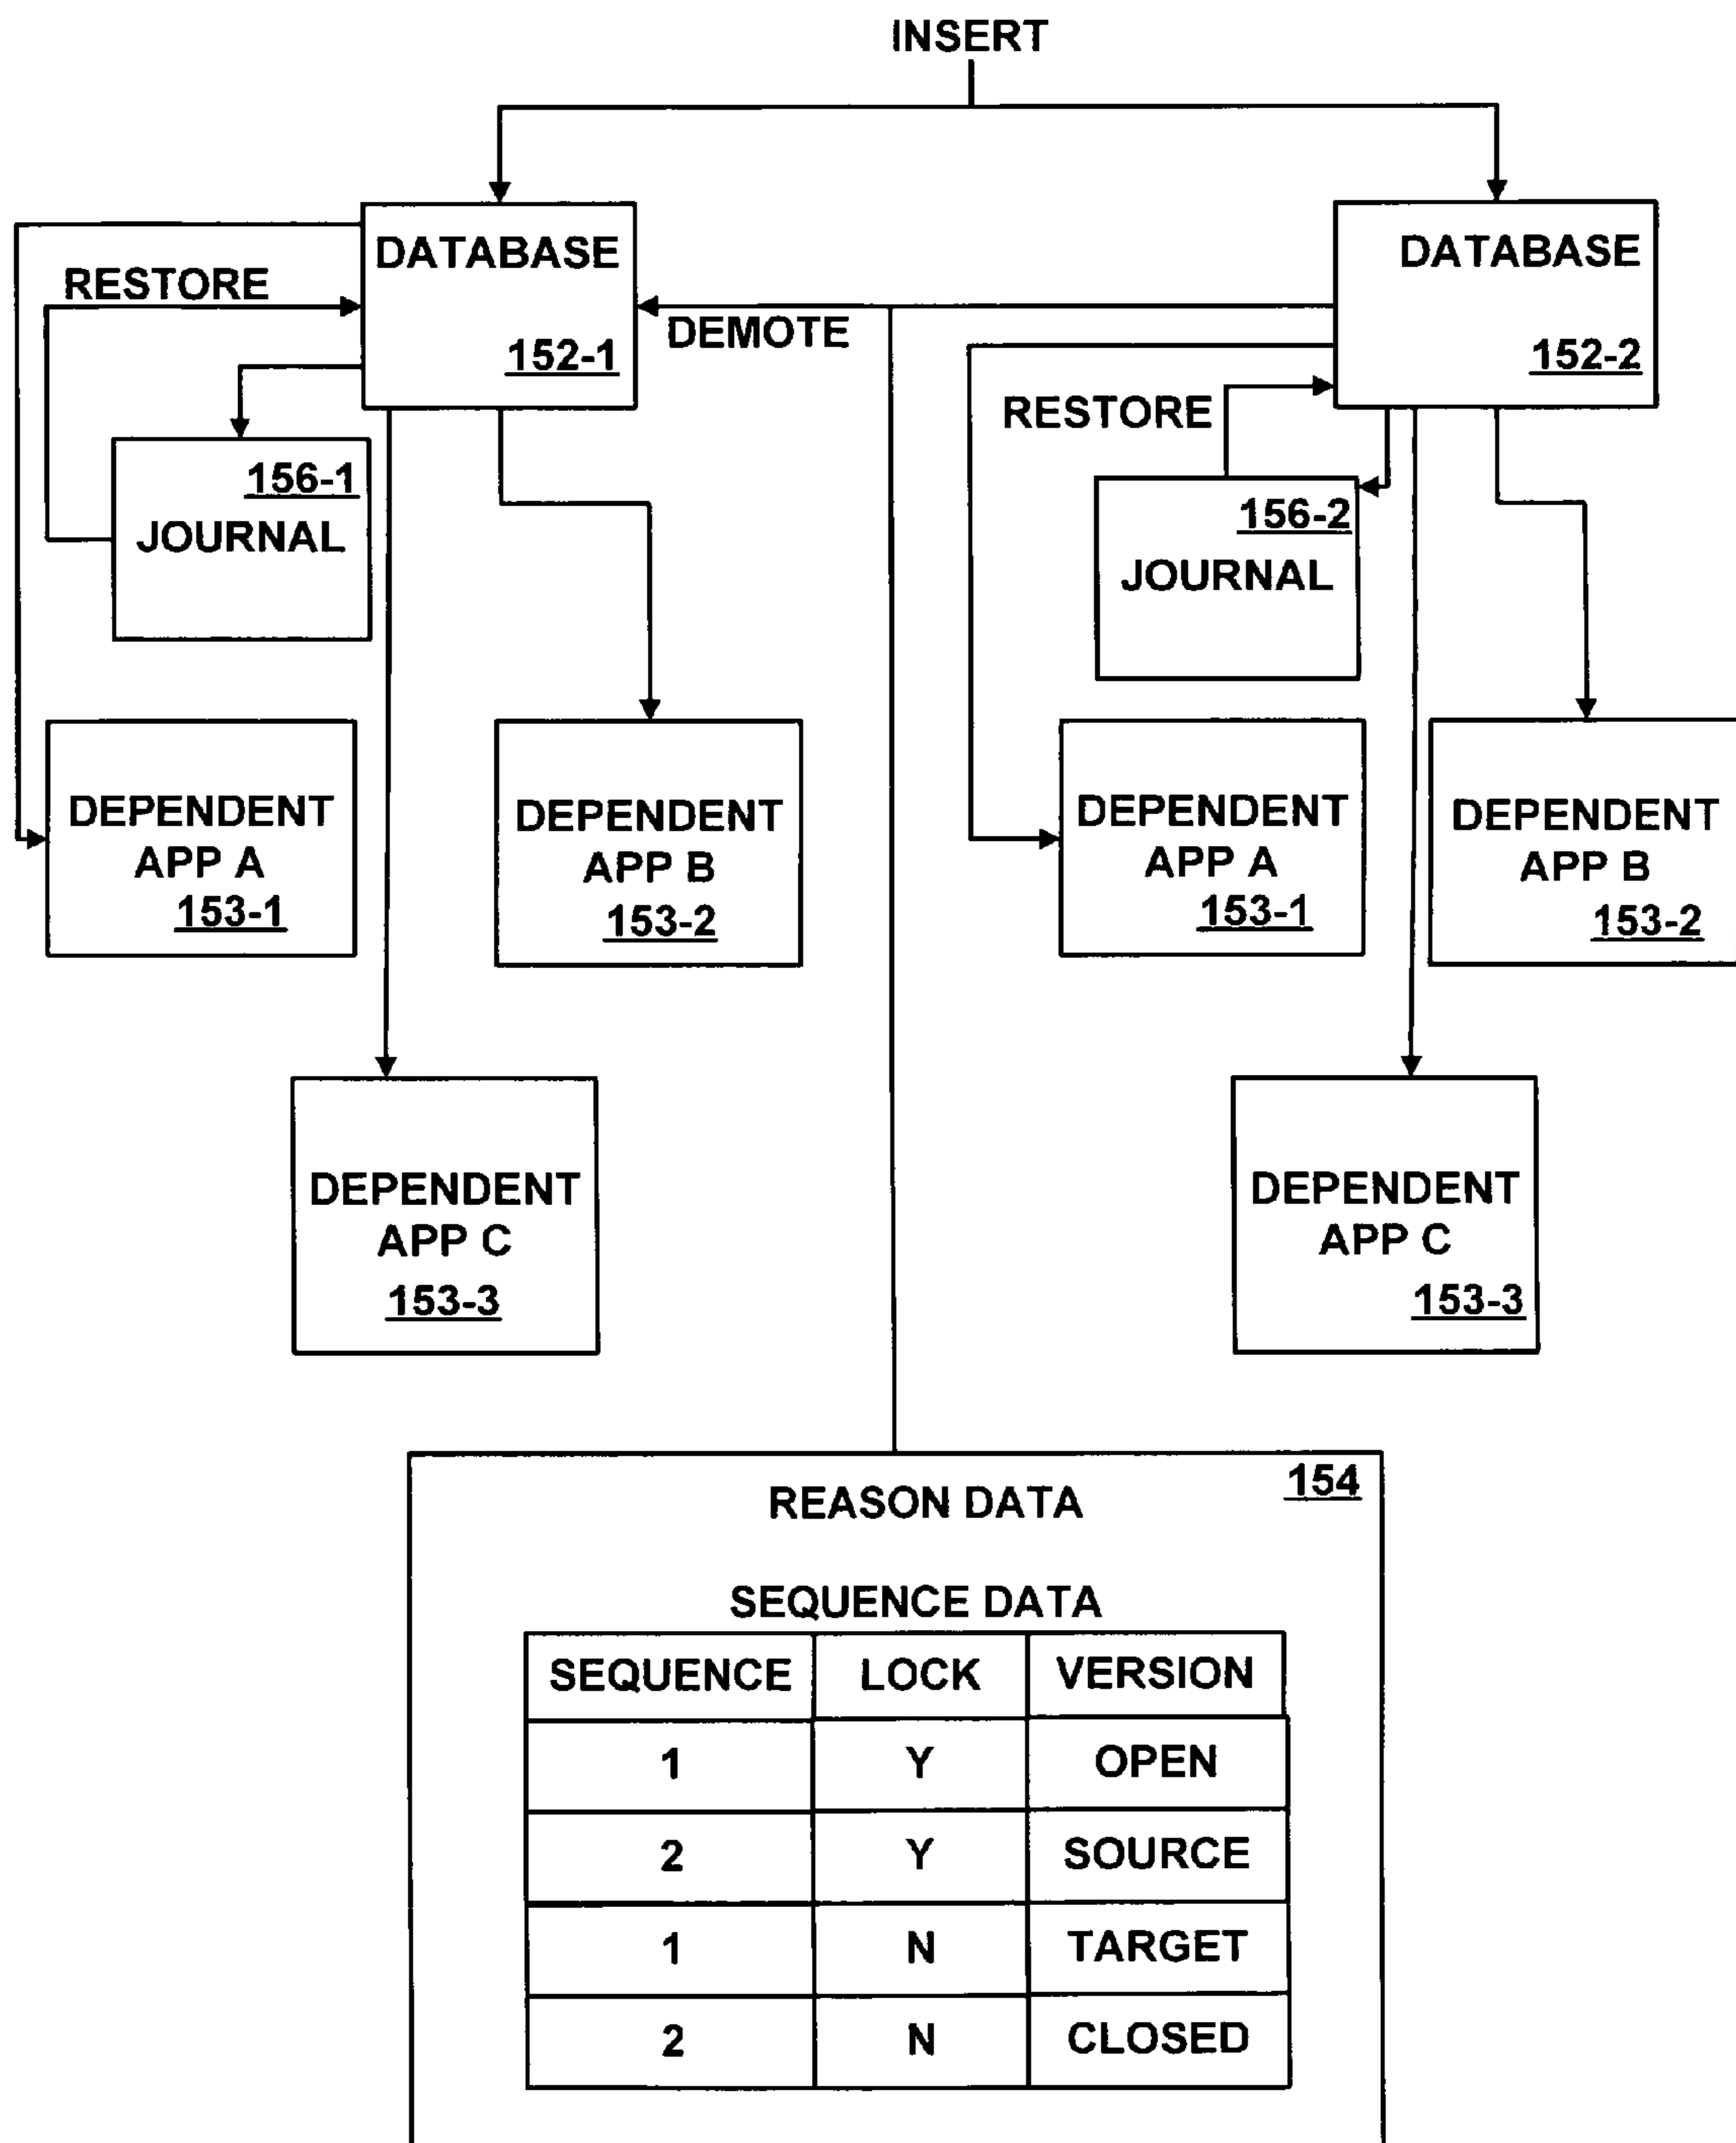 INSERT
DATABASE
152-1
RESTORE
DEMOTE
DATABASE
152-2
RESTORE
156-1
JOURNAL
156-2
JOURNAL
DEPENDENT
APP A
153-1
DEPENDENT
APP B
153-2
DEPENDENT
APP A
153-1
DEPENDENT
APP B
153-2
DEPENDENT
APP C
153-3
DEPENDENT
APP C
153-3
154
REASON DATA
SEQUENCE DATA
SEQUENCE LOCK VERSION
1 Y OPEN
2 Y SOURCE
1 N TARGET
2 N CLOSED